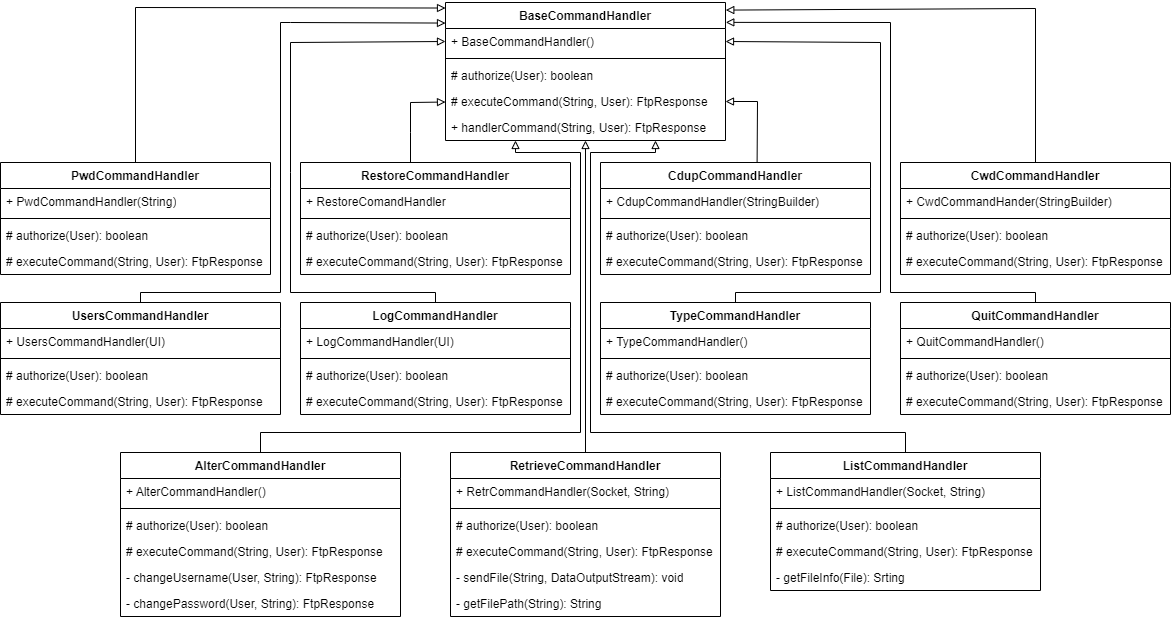 BaseCommandHandler
+ BaseCommandHandler()
# authorize(User): boolean
# executeCommand(String, User): FtpResponse
+ handlerCommand(String, User): FtpResponse
PwdCommandHandler
+ PwdCommandHandler(String)
# authorize(User): boolean
# executeCommand(String, User): FtpResponse
RestoreCommandHandler
+ RestoreComandHandler
# authorize(User): boolean
# executeCommand(String, User): FtpResponse
CdupCommandHandler
+ CdupCommandHandler(StringBuilder)
# authorize(User): boolean
# executeCommand(String, User): FtpResponse
CwdCommandHandler
+ CwdCommandHander(StringBuilder)
# authorize(User): boolean
# executeCommand(String, User): FtpResponse
UsersCommandHandler
+ UsersCommandHandler(UI)
# authorize(User): boolean
# executeCommand(String, User): FtpResponse
LogCommandHandler
+ LogCommandHandler(UI)
# authorize(User): boolean
# executeCommand(String, User): FtpResponse
TypeCommandHandler
+ TypeCommandHandler()
# authorize(User): boolean
# executeCommand(String, User): FtpResponse
QuitCommandHandler
+ QuitCommandHandler()
# authorize(User): boolean
# executeCommand(String, User): FtpResponse
AlterCommandHandler
+ AlterCommandHandler()
# authorize(User): boolean
# executeCommand(String, User): FtpResponse
- changeUsername(User, String): FtpResponse
- changePassword(User, String): FtpResponse
RetrieveCommandHandler
+ RetrCommandHandler(Socket, String)
# authorize(User): boolean
# executeCommand(String, User): FtpResponse
- sendFile(String, DataOutputStream): void
- getFilePath(String): String
ListCommandHandler
+ ListCommandHandler(Socket, String)
# authorize(User): boolean
# executeCommand(String, User): FtpResponse
- getFileInfo(File): Srting